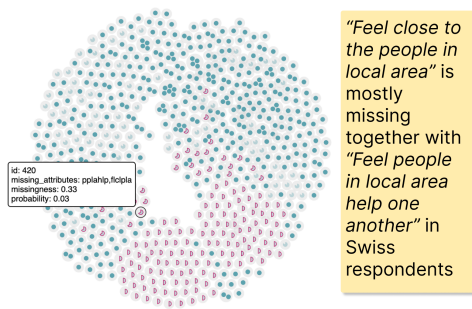 “Feel close to
the people in
local area” is
mostly
missing
together with
“Feel people
in local area
help one
another” in
Swiss
respondents
id: 420
missing_attributes: pplahlp,flclpla
missingness: 0.33
probability: 0.03